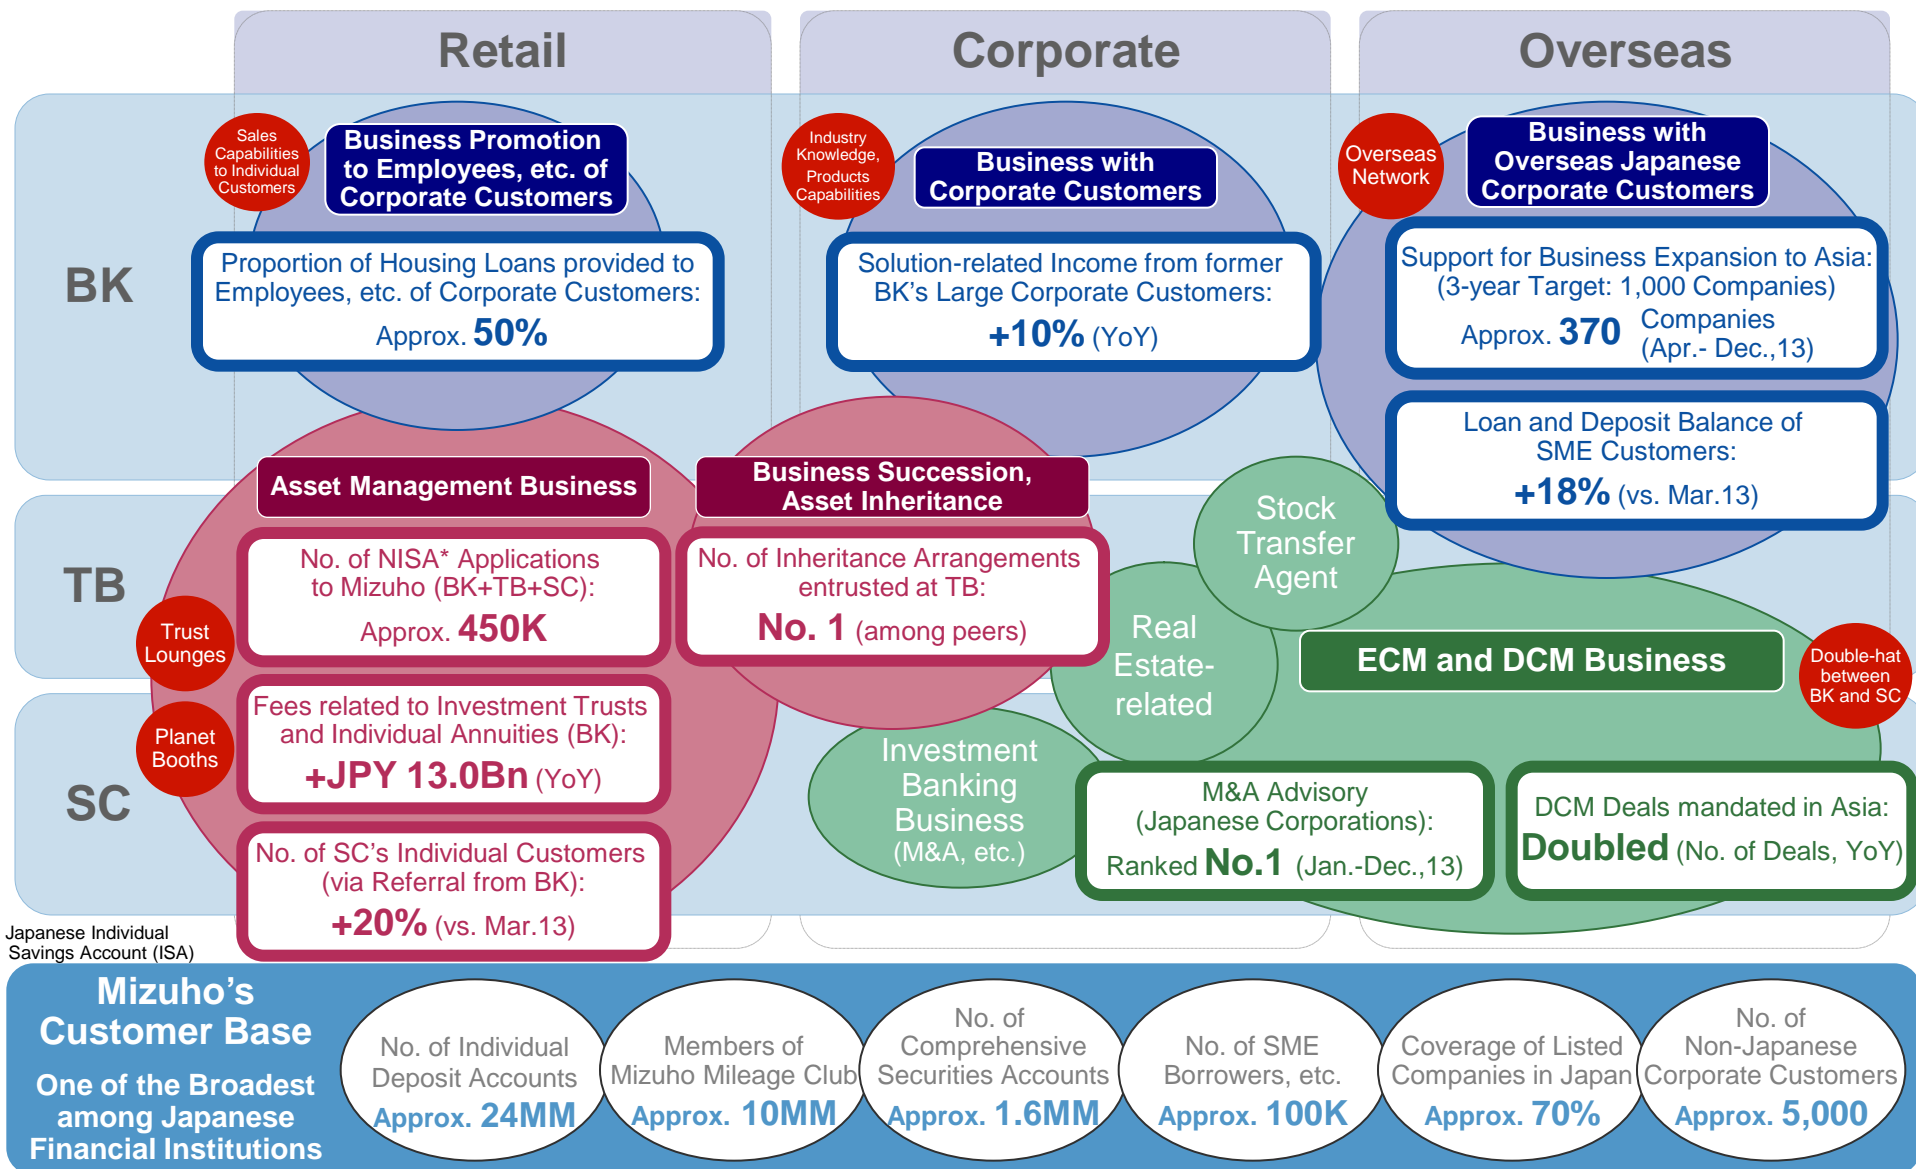 Retail
Corporate
Overseas
BK
Sales
Capabilities
to Individual
Customers
Business Promotion
to Employees, etc. of
Corporate Customers
Proportion of Housing Loans provided to
Employees, etc. of Corporate Customers:
Approx. 50%
Industry
Knowledge,
Products
Capabilities
Business with
Corporate Customers
Solution-related Income from former
BK's Large Corporate Customers:
+10% (YoY)
Overseas
Network
Business with
Overseas Japanese
Corporate Customers
Support for Business Expansion to Asia:
(3-year Target: 1,000 Companies)
Approx. 370 Companies
(Apr.- Dec.,13)
Loan and Deposit Balance of
SME Customers:
+18% (vs. Mar.13)
TB
Trust
Lounges
Asset Management Business
No. of NISA* Applications
to Mizuho (BK+TB+SC):
Approx. 450K
Business Succession,
Asset Inheritance
No. of Inheritance Arrangements
entrusted at TB:
No. 1 (among peers)
Stock
Transfer
Agent
Real
Estate-
related
ECM and DCM Business
Double-hat
between
BK and SC
SC
Planet
Booths
Fees related to Investment Trusts
and Individual Annuities (BK):
+JPY 13.0Bn (YoY)
No. of SC's Individual Customers
(via Referral from BK):
+20% (vs. Mar.13)
Investment
Banking
Business
(M&A, etc.)
M&A Advisory
(Japanese Corporations):
Ranked No.1 (Jan.-Dec.,13)
DCM Deals mandated in Asia:
Doubled (No. of Deals, YoY)
Japanese Individual
Savings Account (ISA)
Mizuho's
Customer Base
One of the Broadest
among Japanese
Financial Institutions
No. of Individual
Deposit Accounts
Approx. 24MM
Members of
Mizuho Mileage Club
Approx. 10MM
No. of
Comprehensive
Securities Accounts
Approx. 1.6MM
No. of SME
Borrowers, etc.
Approx. 100K
Coverage of Listed
Companies in Japan
Approx. 70%
No. of
Non-Japanese
Corporate Customers
Approx. 5,000